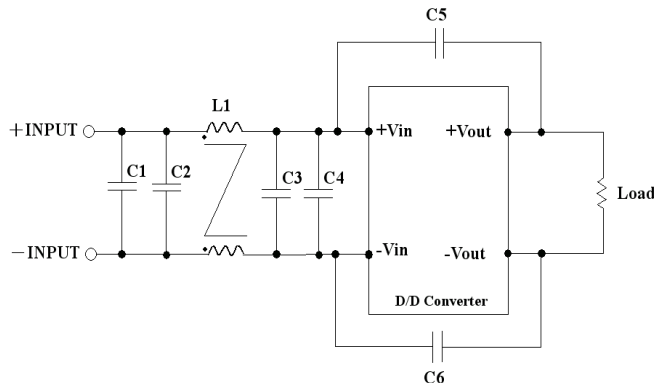 C5
L1
+INPUT
+Vin
+Vout
C1
C2
C3
C4
Load
-INPUT
-Vin
-Vout
D/D Converter
C6